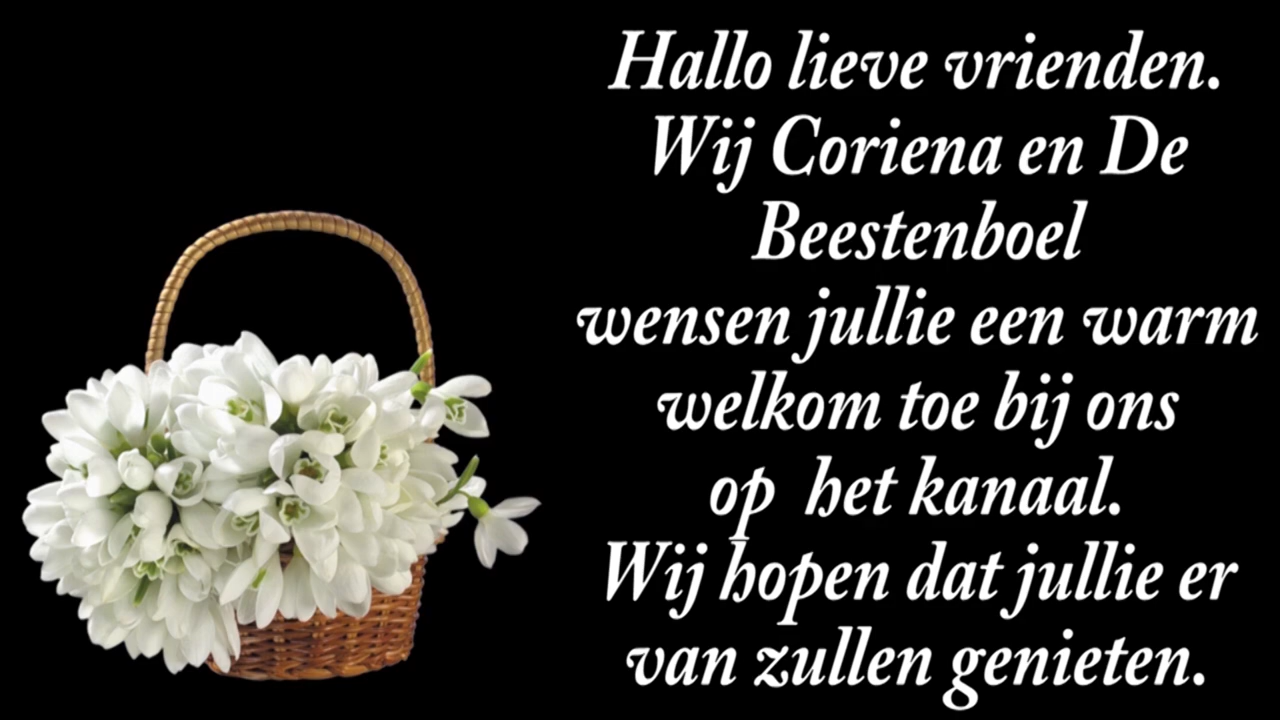 Hallo lieve vrienden.
Wij Coriena en De
Beestenboel
wensen jullie een warm
welkom toe bij ons
op het kanaal.
Wij hopen dat jullie er
van zullen genieten.